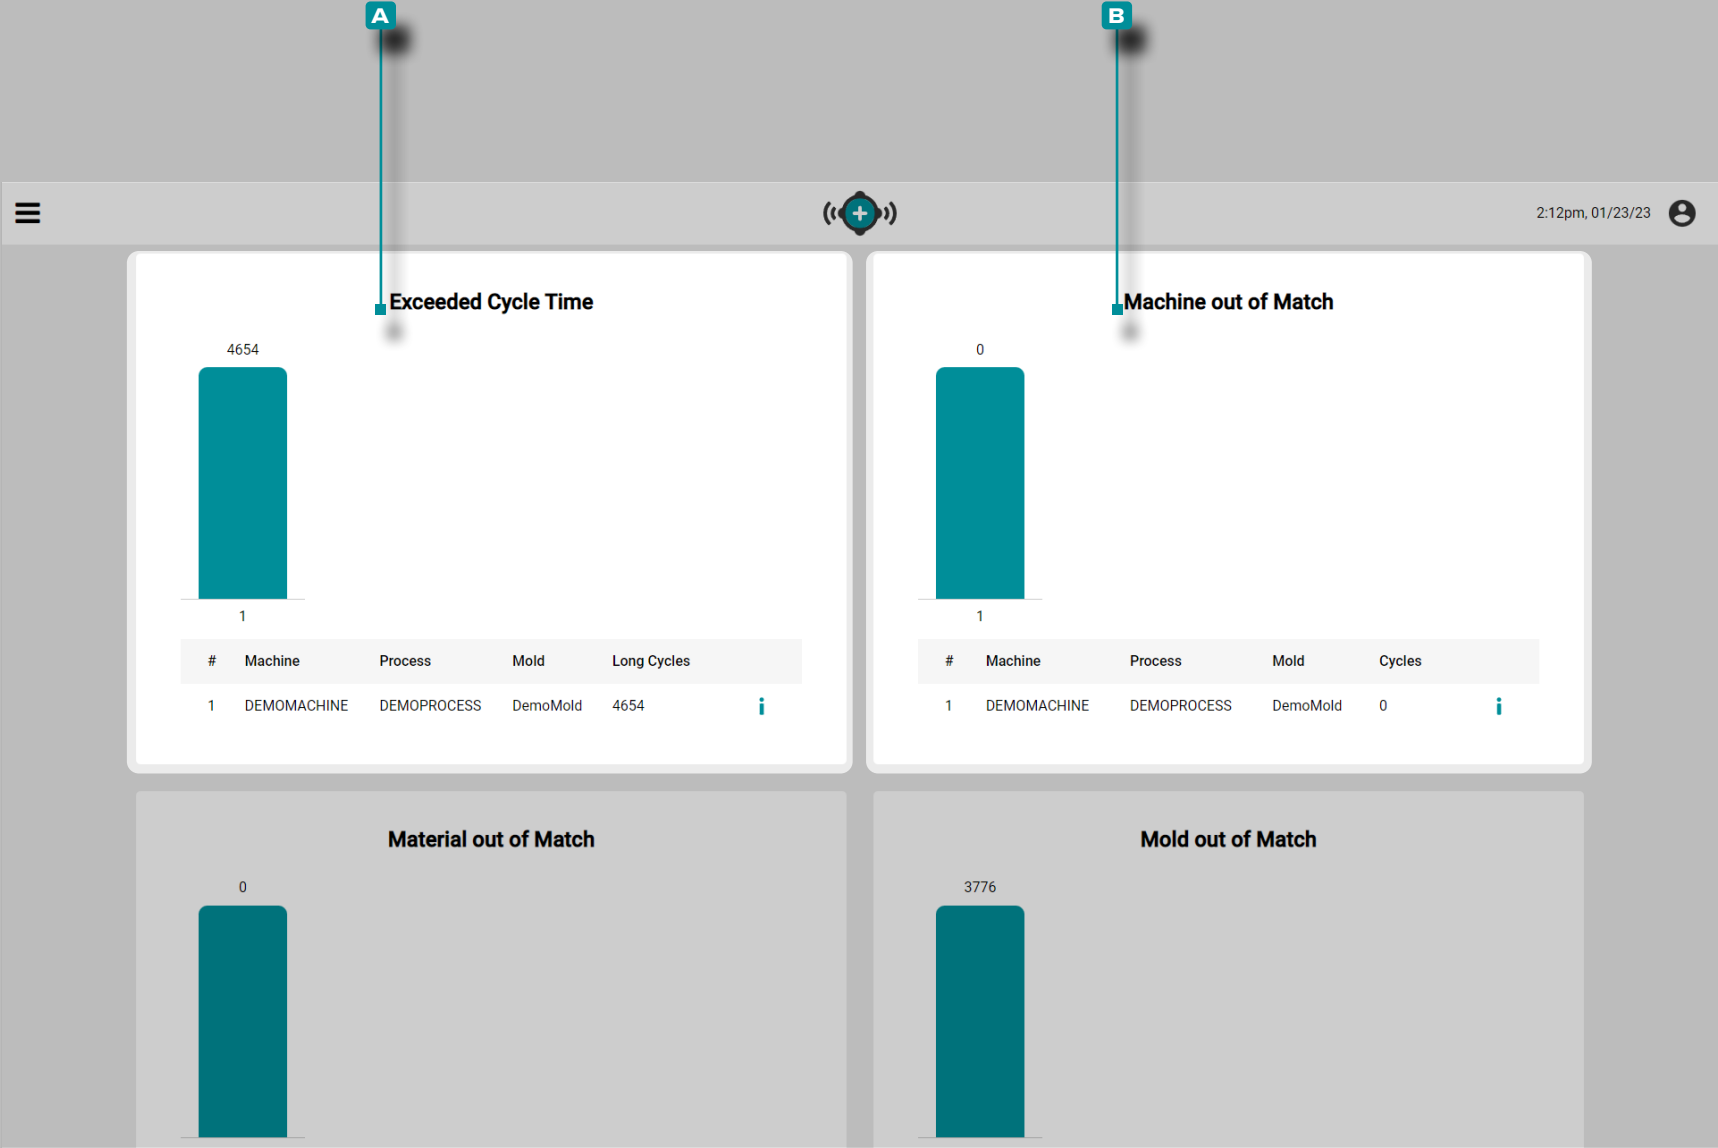 A
B
2:12pm, 01/23/23
Exceeded Cycle Time
4654
1
# Machine Process Mold Long Cycles
1 DEMOMACHINE DEMOPROCESS DemoMold 4654 i
Machine out of Match
0
1
# Machine Process Mold Cycles
1 DEMOMACHINE DEMOPROCESS DemoMold 0 i
Material out of Match
0
Mold out of Match
3776